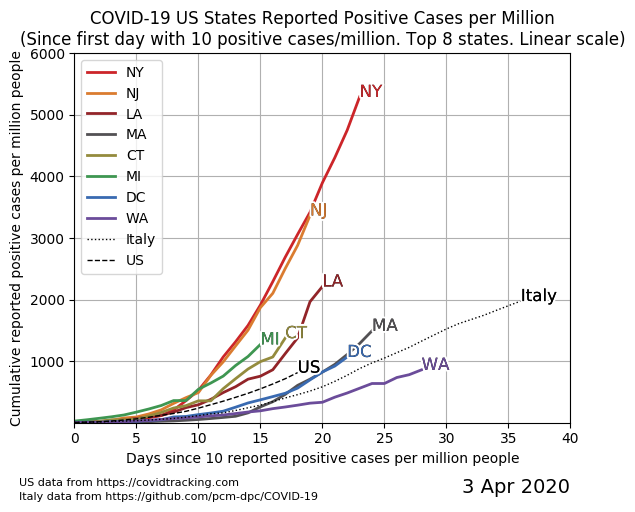 COVID-19 US States Reported Positive Cases per Million
(Since first day with 10 positive cases/million. Top 8 states. Linear scale)
Cumulative reported positive cases per million people
6000
5000
4000
3000
2000
1000
NY
NJ
LA
MA
CT
MI
DC
WA
Italy
US
NY
NJ
LA
Italy
MA
CT
MI
DC
US
WA
0
5
10
15
20
25
30
35
40
Days since 10 reported positive cases per million people
US data from https://covidtracking.com
Italy data from https://github.com/pcm-dpc/COVID-19
3 Apr 2020